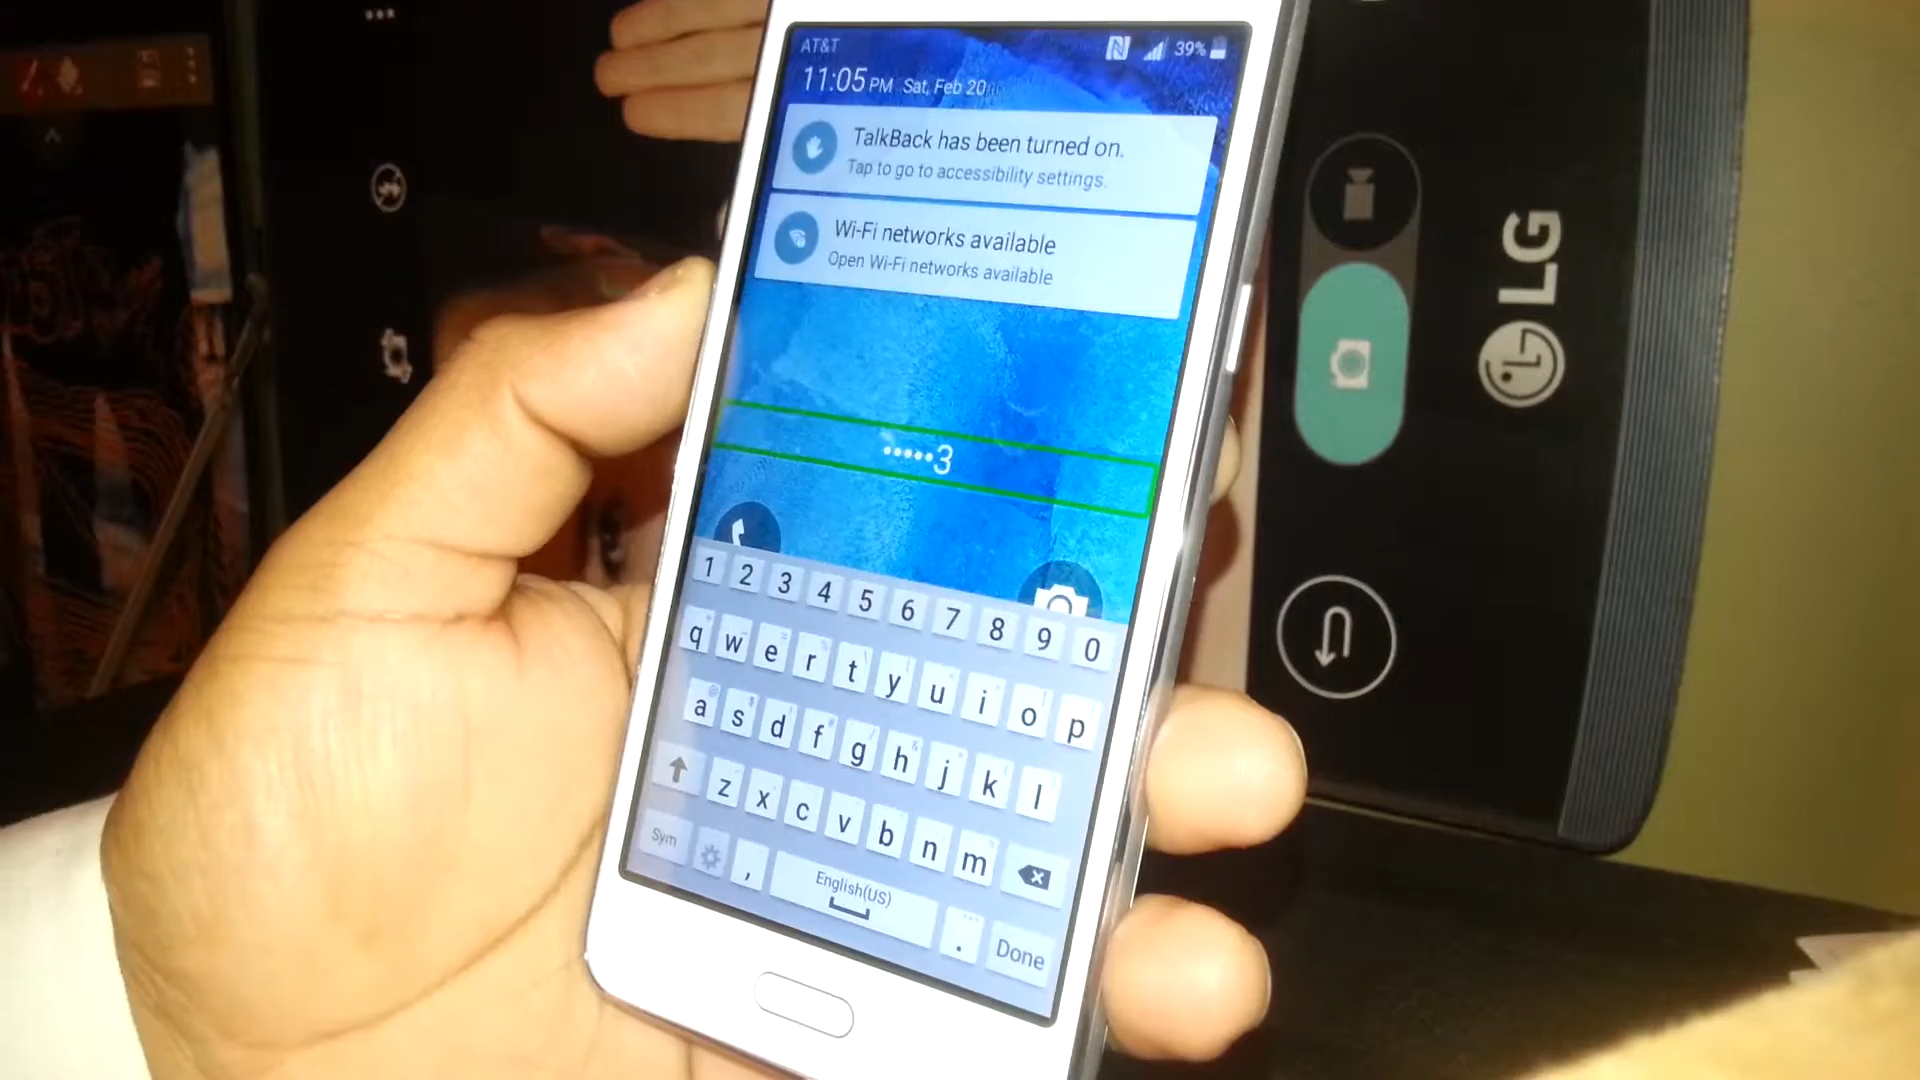 AT&T
39%
11:05 PM Sat, Feb 20
TalkBack has been turned on.
Tap to go to accessibility settings.
Wi-Fi networks available
Open Wi-Fi networks available
•••••3
1 2 3 4 5 6 7 8 9 0
q w e r t y u i o p
a s d f g h j k l
z x c v b n m
Sym , English(US) . Done
LG